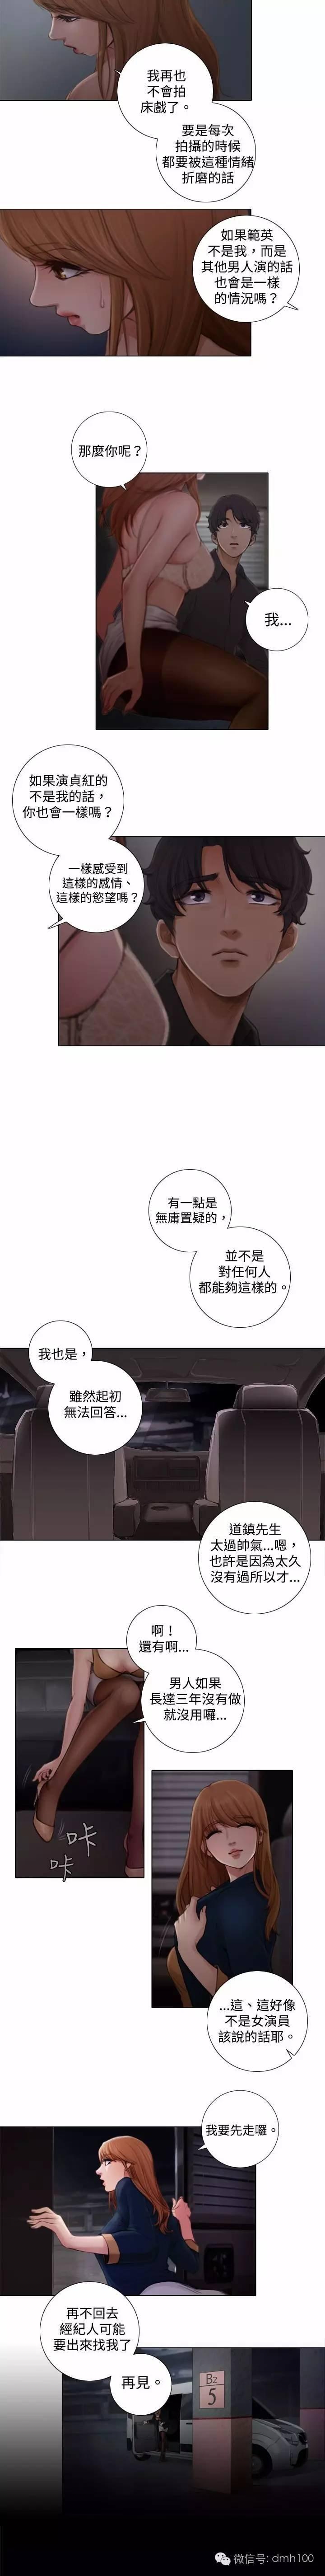 我再也
不會拍
床戲了。
要是每次
拍攝的時候
都要被這種情緒
折磨的話
如果範英
不是我，而是
其他男人演的話
也會是一樣
的情況嗎？
那麼你呢？
我...
如果演貞紅的
不是我的話，
你也會一樣嗎？
一樣感受到
這樣的感情、
這樣的慾望嗎？
有一點是
無庸置疑的，
並不是
對任何人
都能夠這樣的。
我也是，
雖然起初
無法回答...
道鎮先生
太過帥氣...嗯，
也許是因為太久
沒有過所以才...
啊！
還有啊...
男人如果
長達三年沒有做
就沒用囉...
咔
咔
...這、這好像
不是女演員
該說的話耶。
我要先走囉。
再不回去
經紀人可能
要出來找我了
再見。
B2
5
微信号: dmh100